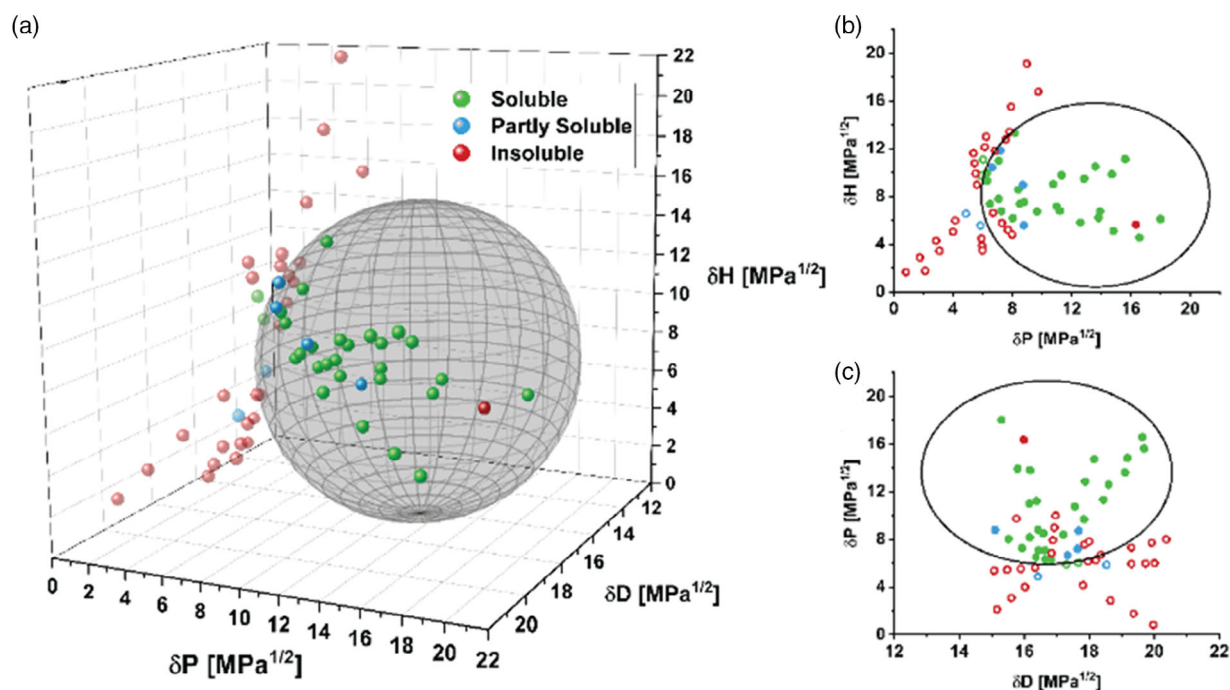 (a)
22
20
18
16
14
12
10
8
6
4
2
0
Soluble
Partly Soluble
Insoluble
δH [MPa1/2]
12
14
16
18
20
δD [MPa1/2]
0 2 4 6 8 10 12 14 16 18 20 22
δP [MPa1/2]
(b)
20
16
12
8
4
0
δH [MPa1/2]
0 4 8 12 16 20
δP [MPa1/2]
(c)
22
20
16
12
8
4
0
δP [MPa1/2]
12 14 16 18 20 22
δD [MPa1/2]